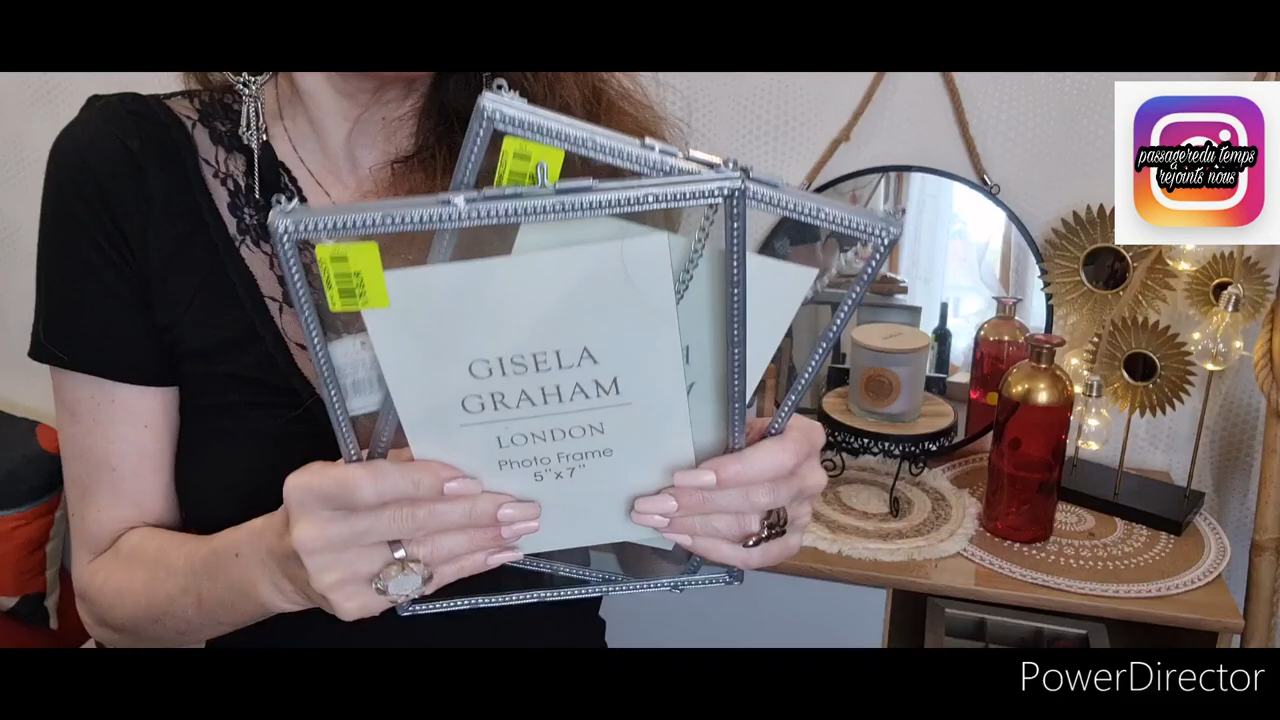 passageredu temps
rejoints nous
GISELA
GRAHAM
LONDON
Photo Frame
5"x7"
PowerDirector